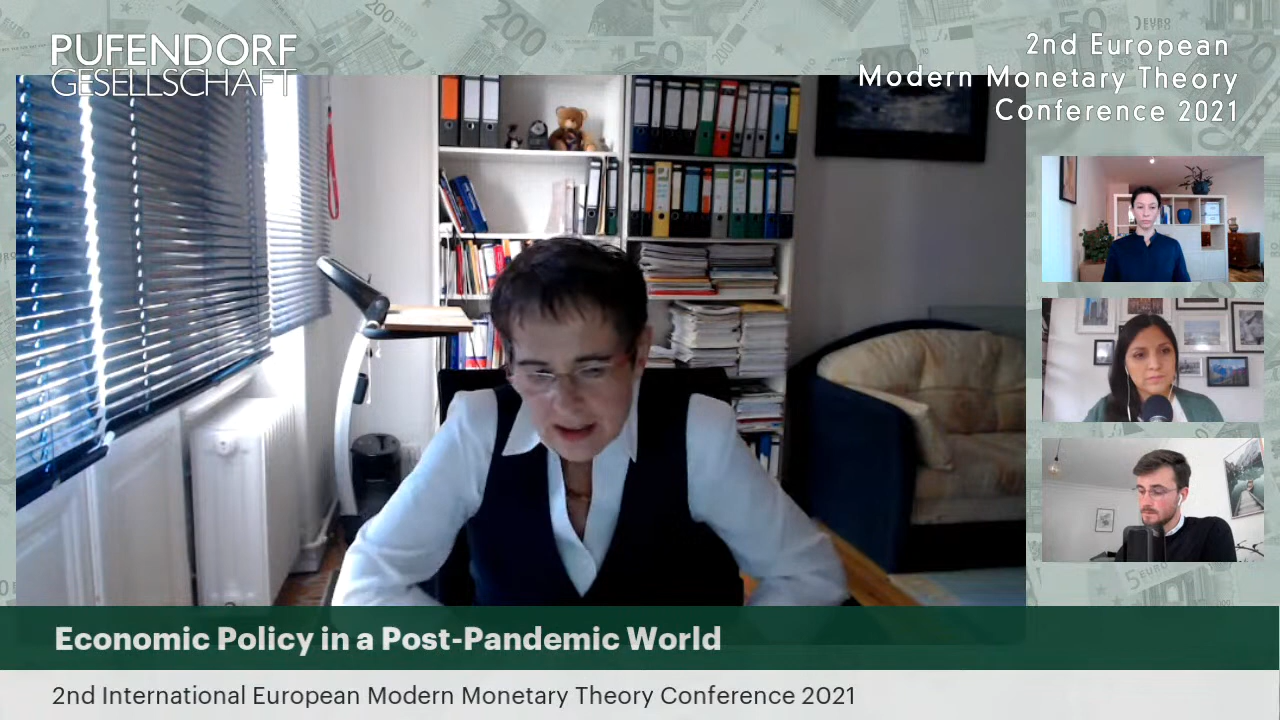 PUFENDORF
GESELLSCHAFT
2nd European
Modern Monetary Theory
Conference 2021
Economic Policy in a Post-Pandemic World
2nd International European Modern Monetary Theory Conference 2021